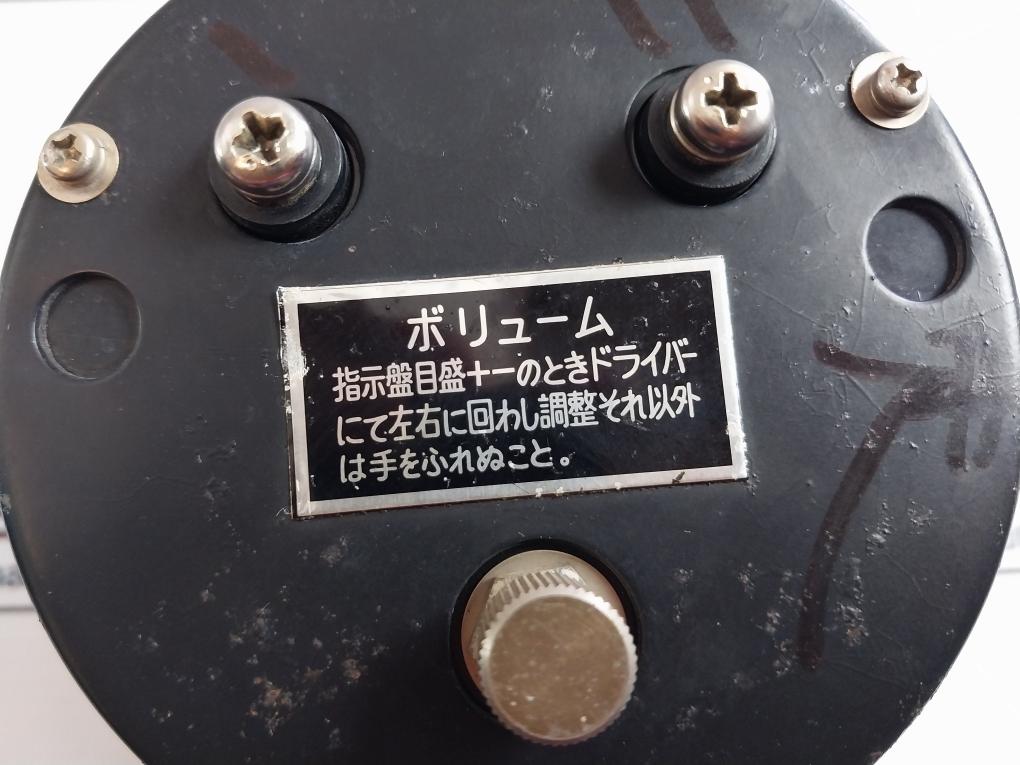 ボリューム
指示盤目盛+-のときドライバー
にて左右に回わし調整それ以外
は手をふれぬこと。